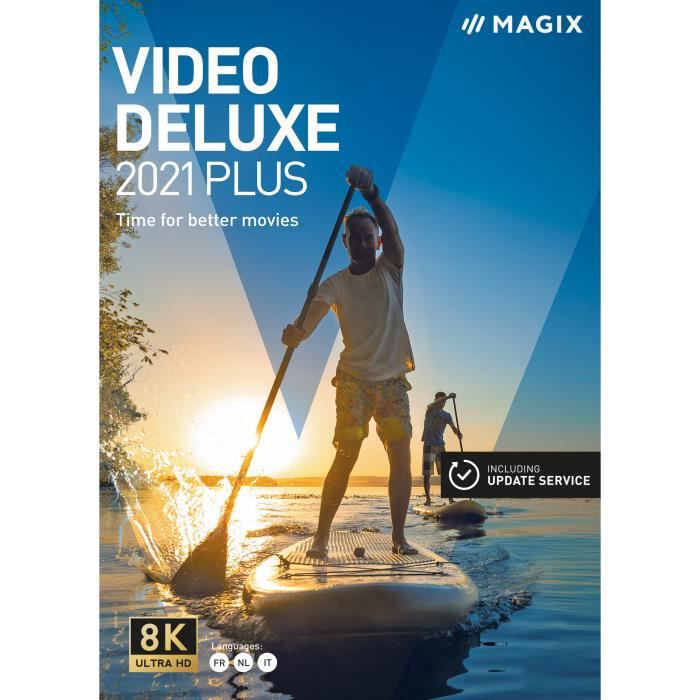 MAGIX
VIDEO
DELUXE
2021 PLUS
Time for better movies
INCLUDING
UPDATE SERVICE
8K
ULTRA HD
Languages:
FR NL IT